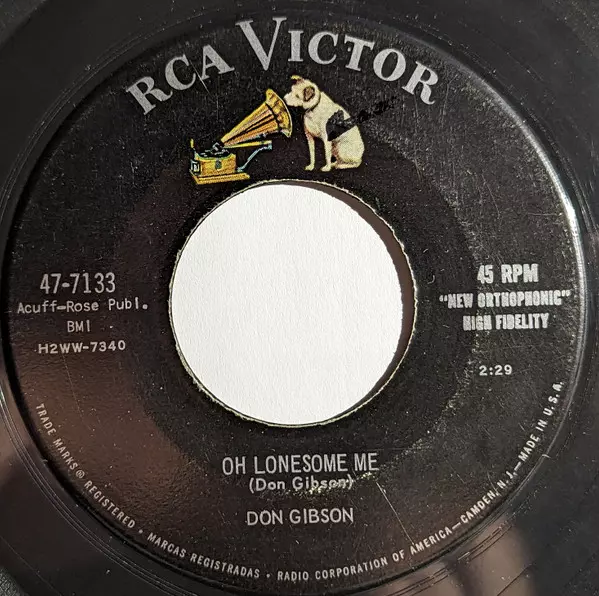 RCA VICTOR
47-7133
Acuff-Rose Publ.
BMI
H2WW-7340
45 RPM
"NEW ORTHOPHONIC"
HIGH FIDELITY
2:29
OH LONESOME ME
(Don Gibson)
DON GIBSON
TRADE MARKS ® REGISTERED • MARCAS REGISTRADAS • RADIO CORPORATION OF AMERICA—CAMDEN, N.J.—MADE IN U.S.A.